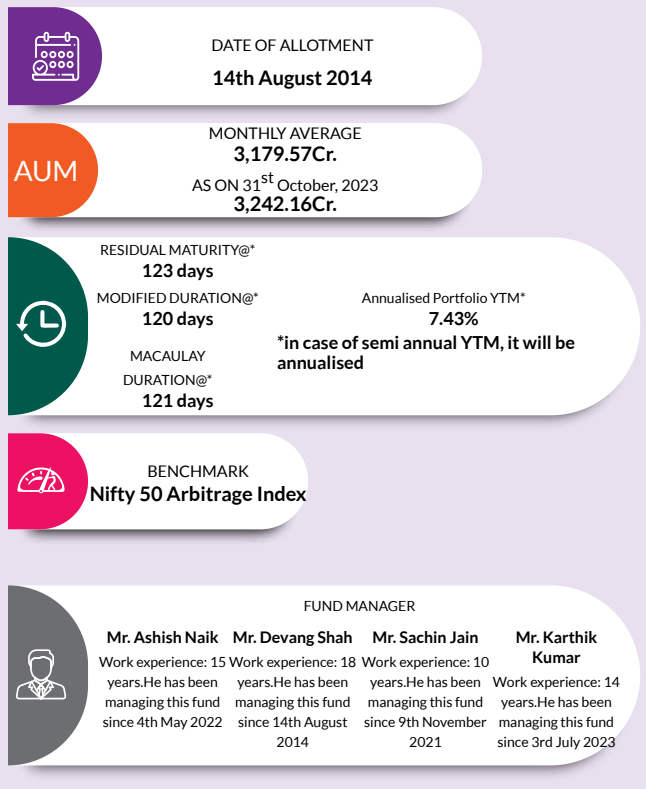 DATE OF ALLOTMENT
14th August 2014
AUM
MONTHLY AVERAGE
3,179.57Cr.
AS ON 31st October, 2023
3,242.16Cr.
RESIDUAL MATURITY@*
123 days
MODIFIED DURATION@*
120 days
MACAULAY
DURATION@*
121 days
Annualised Portfolio YTM*
7.43%
*in case of semi annual YTM, it will be
annualised
BENCHMARK
Nifty 50 Arbitrage Index
FUND MANAGER
Mr. Ashish Naik
Work experience: 15
years.He has been
managing this fund
since 4th May 2022
Mr. Devang Shah
Work experience: 18
years.He has been
managing this fund
since 14th August
2014
Mr. Sachin Jain
Work experience: 10
years.He has been
managing this fund
since 9th November
2021
Mr. Karthik
Kumar
Work experience: 14
years.He has been
managing this fund
since 3rd July 2023